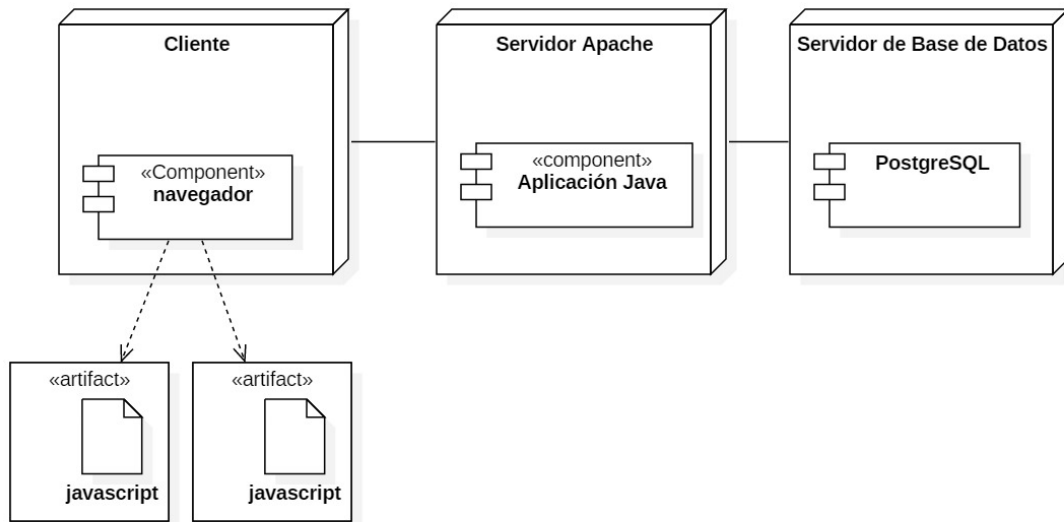 Cliente
Servidor Apache
Servidor de Base de Datos
«Component»
navegador
«component»
Aplicación Java
PostgreSQL
«artifact»
javascript
«artifact»
javascript